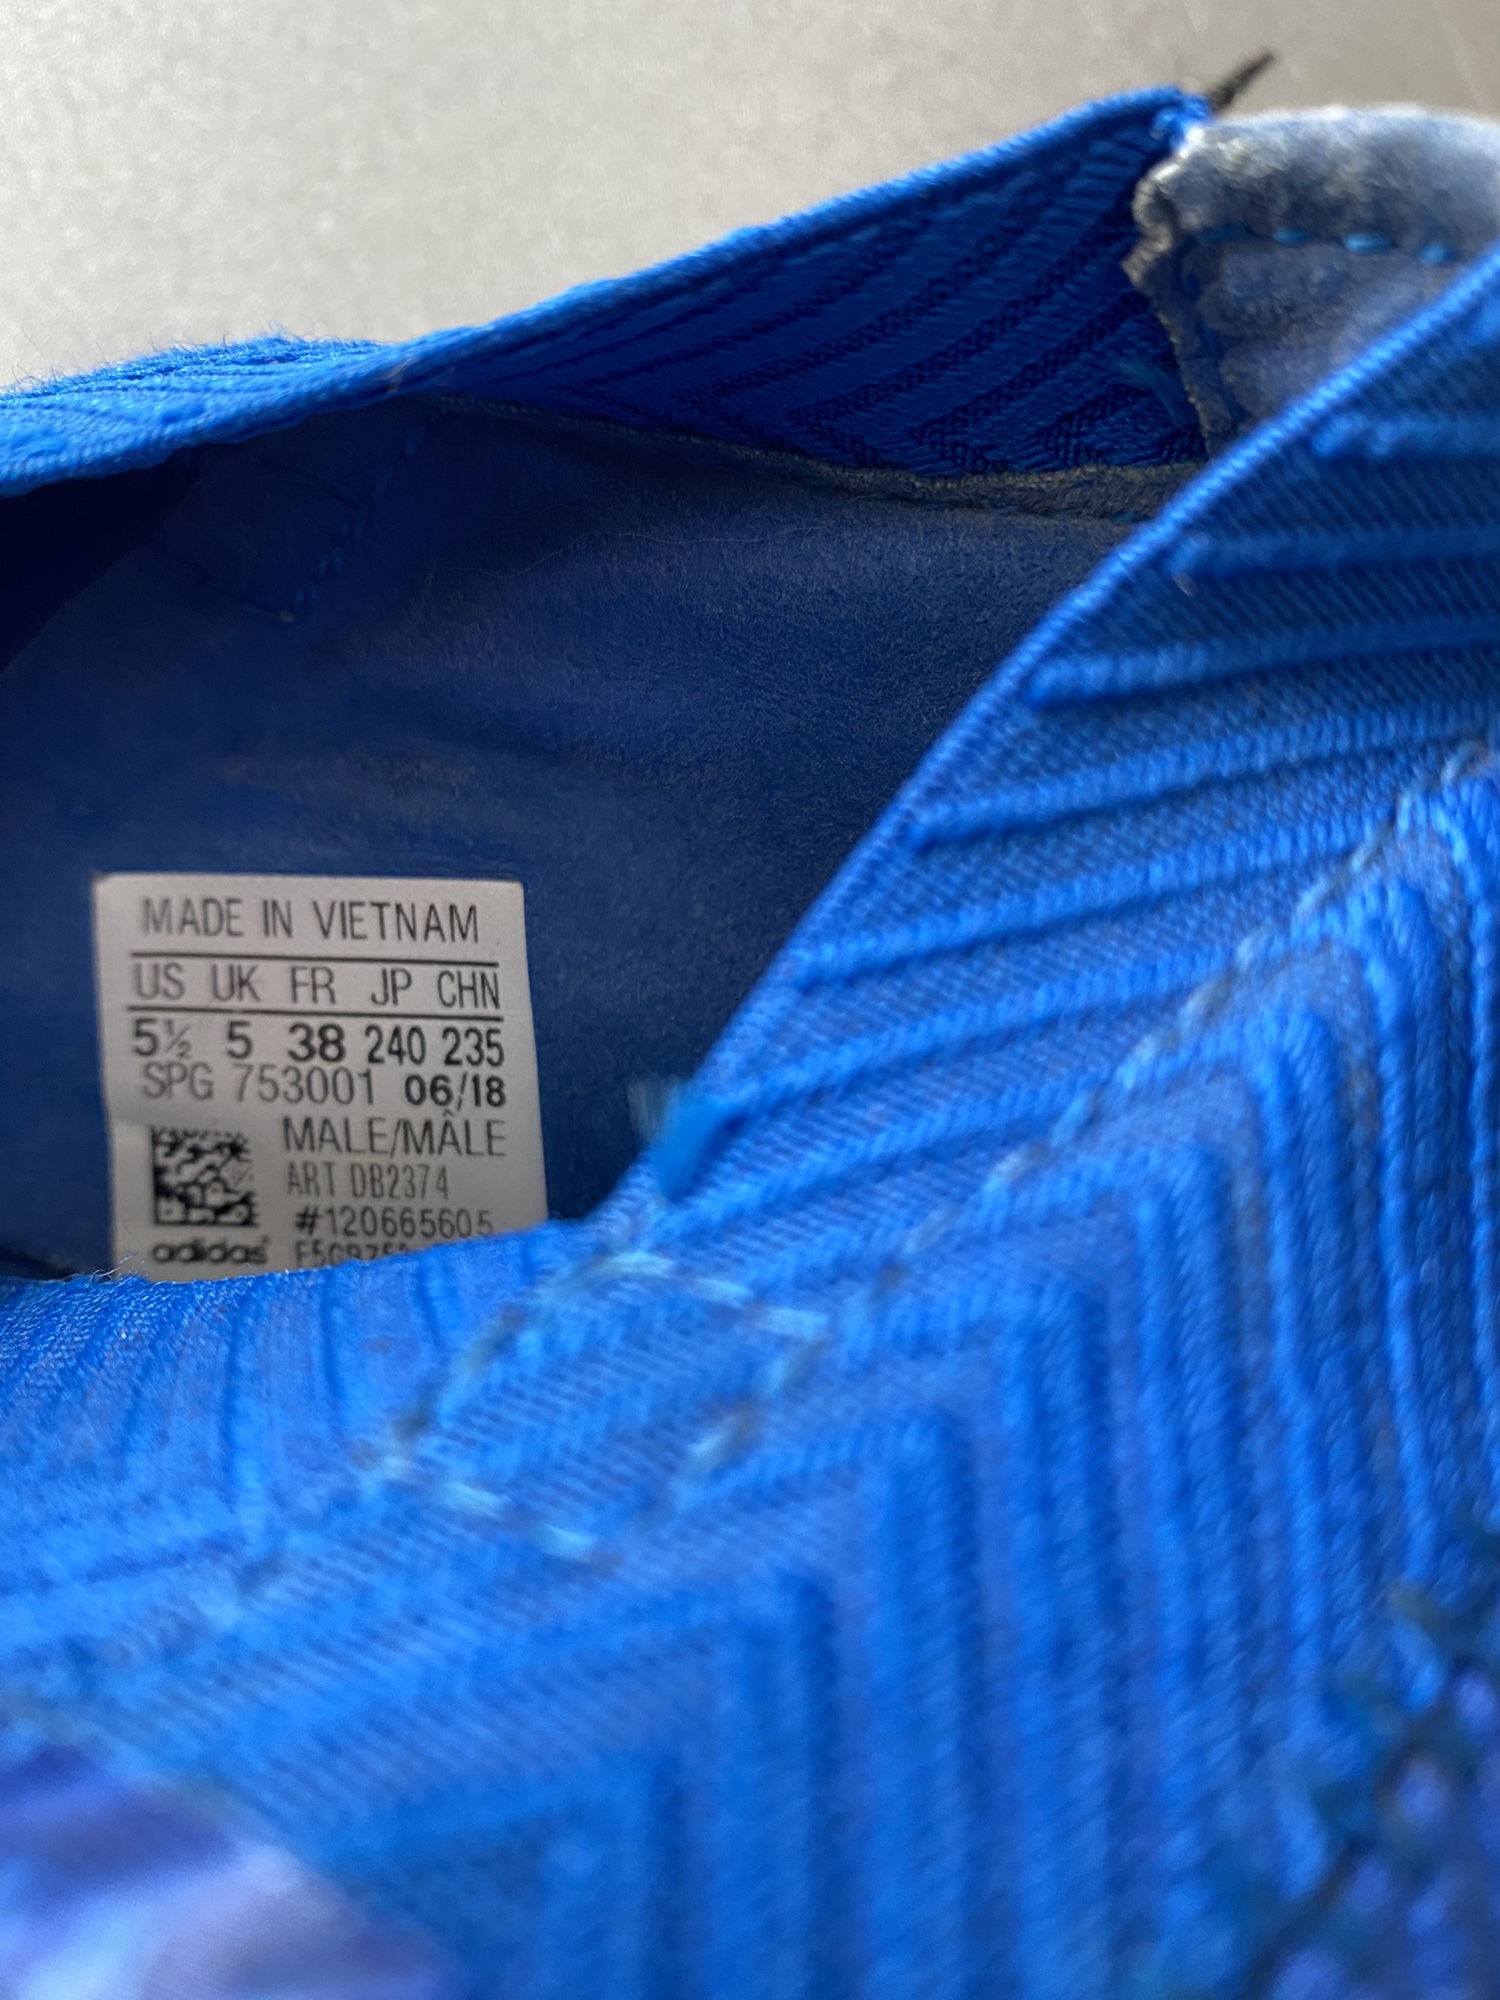 MADE IN VIETNAM
US UK FR JP CHN
5½ 5 38 240 235
SPG 753001 06/18
MALE/MÂLE
ART DB2374
#120665605
adidas